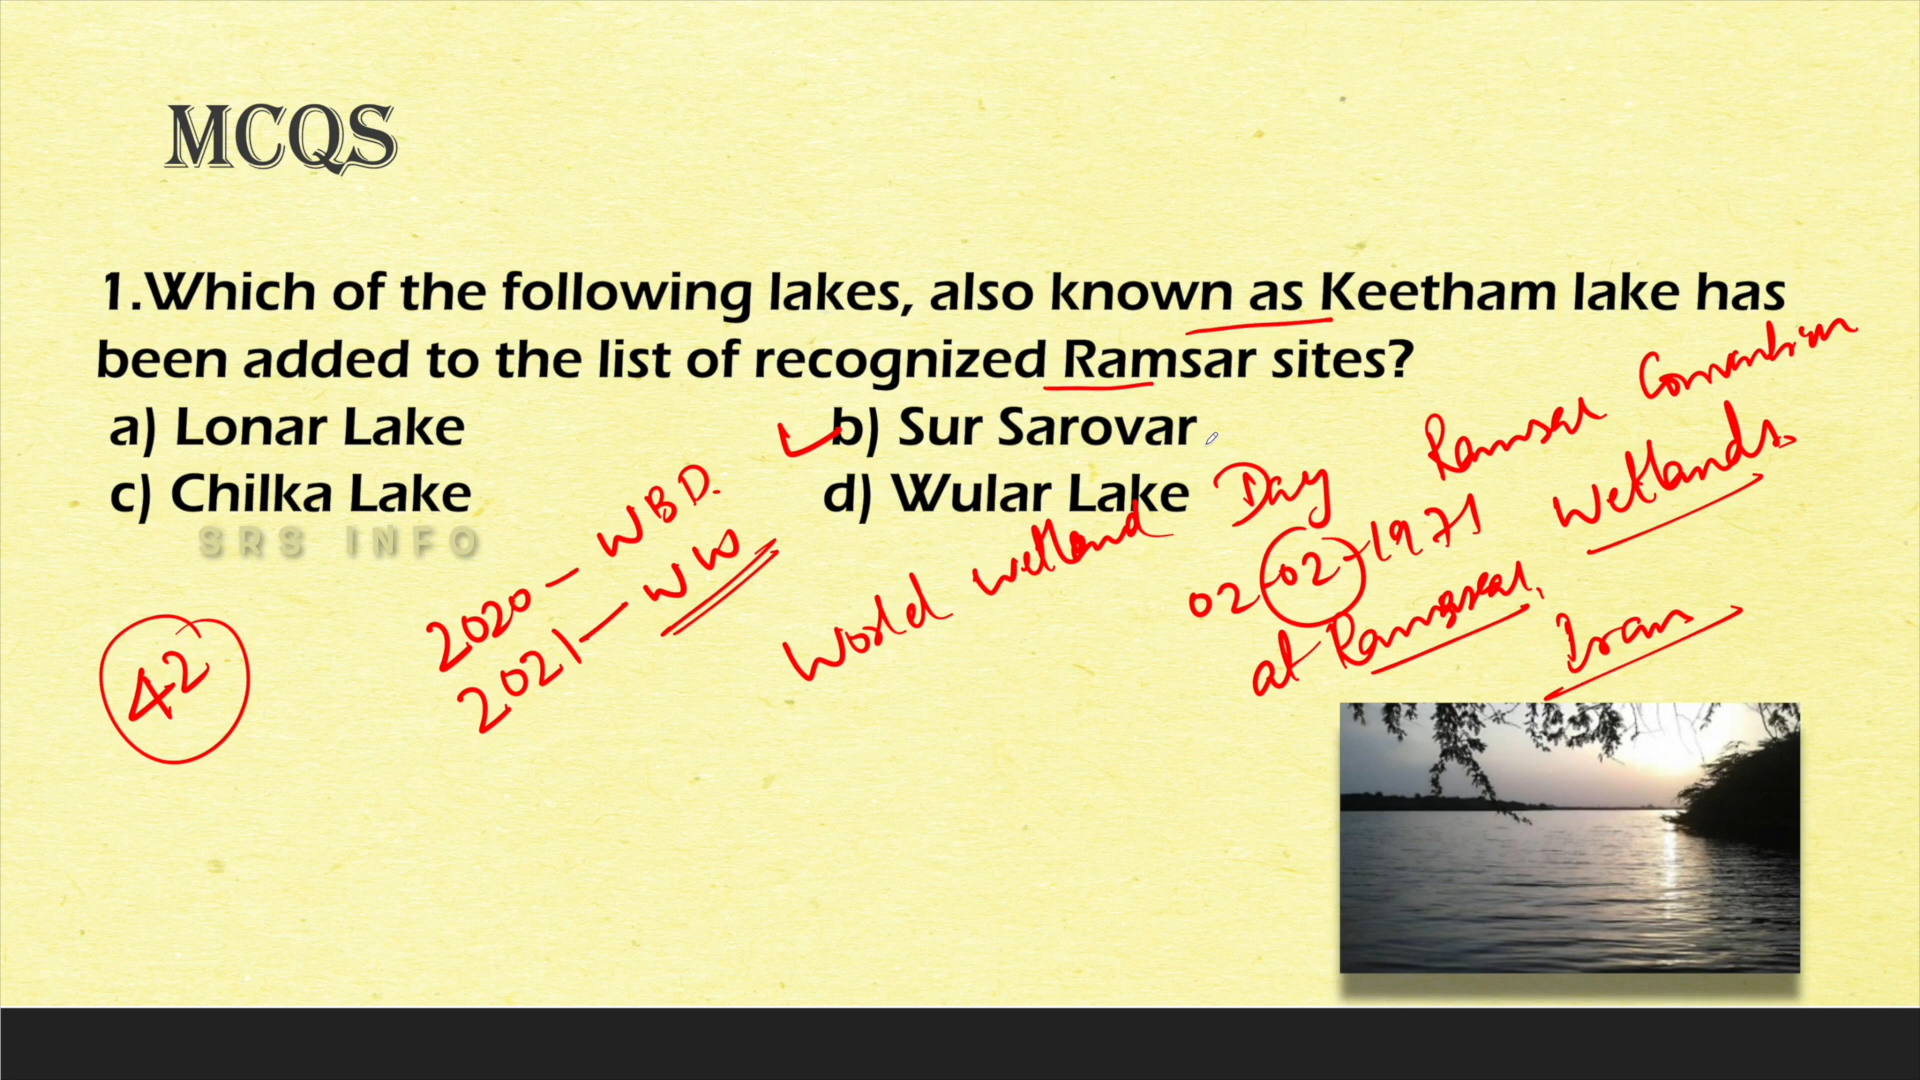 MCQS
1.Which of the following lakes, also known as Keetham lake has
been added to the list of recognized Ramsar sites?
a) Lonar Lake b) Sur Sarovar
c) Chilka Lake d) Wular Lake
SRS INFO
Ramsar Convention
Wetlands
02-02-1971
at Ramsar,
Iran
World Wetland Day
2020 - WBD.
2021 - WW
42